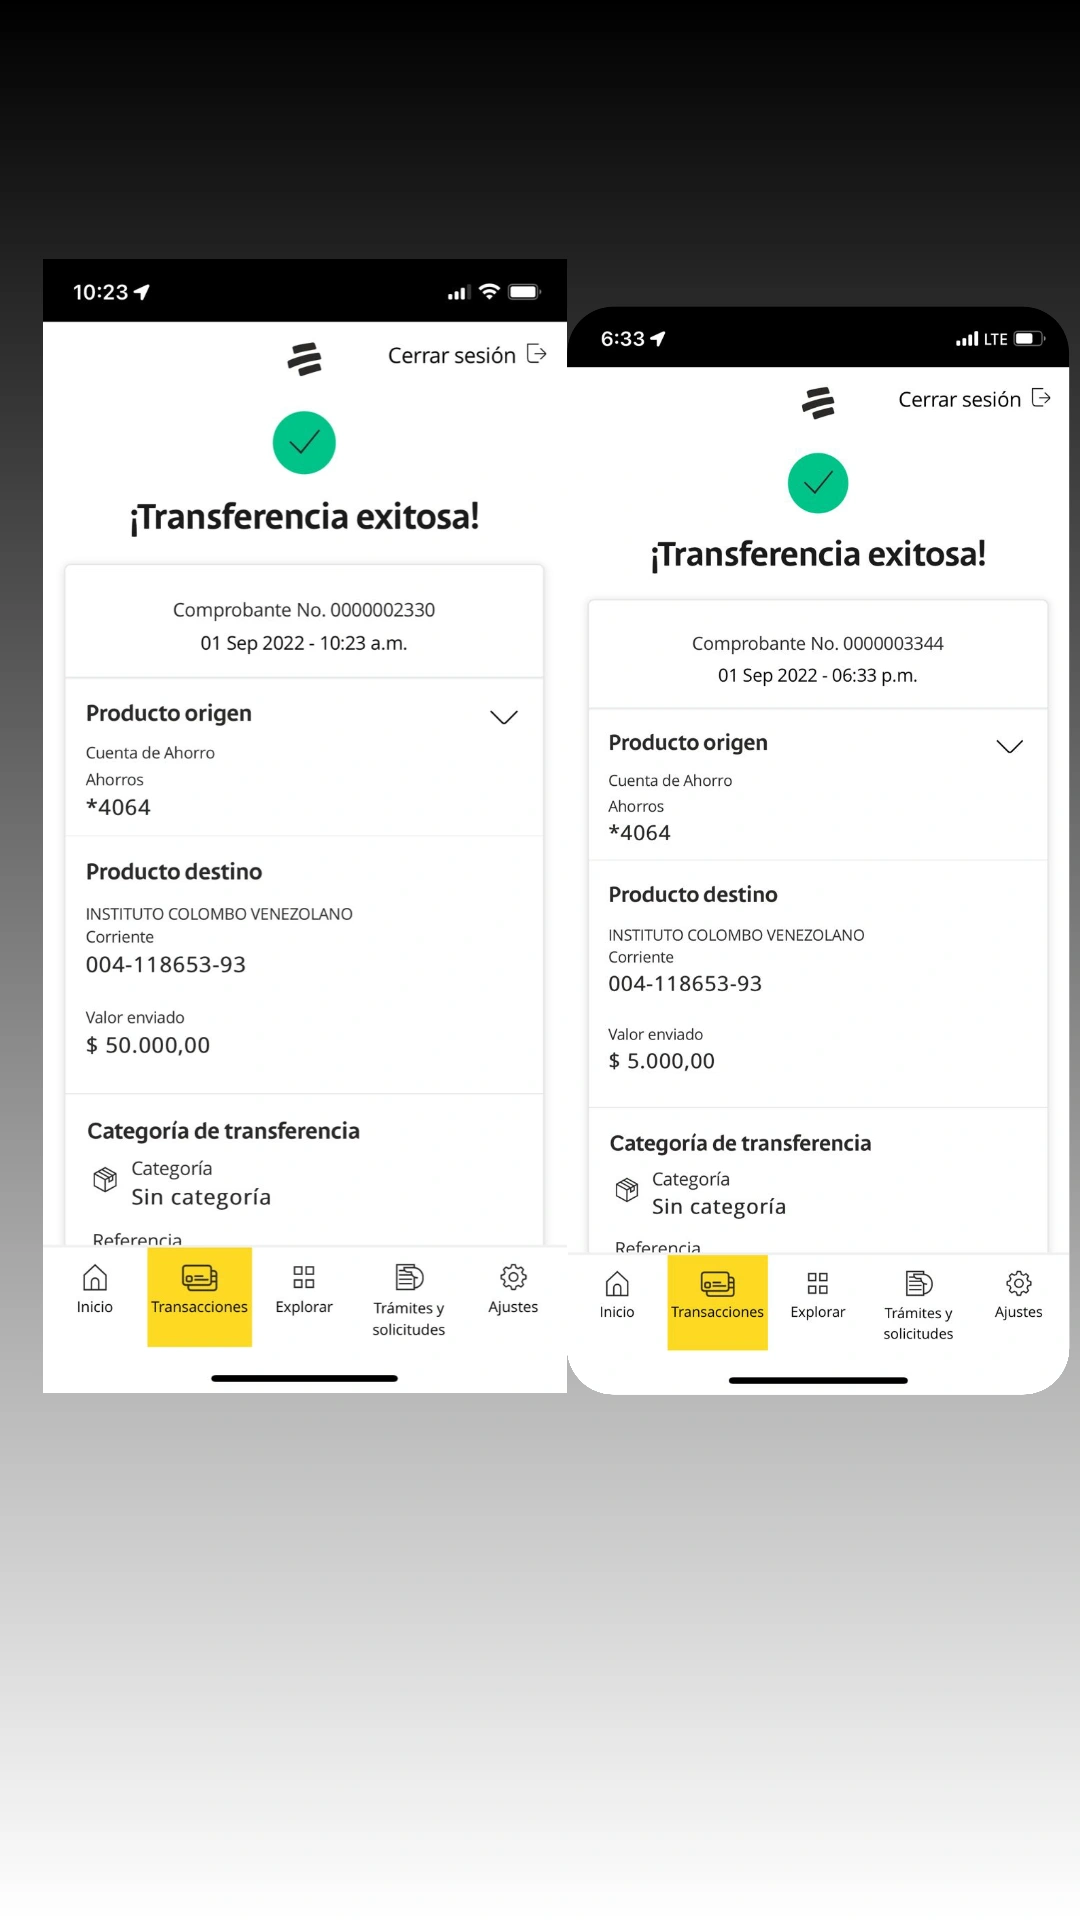 10:23
Cerrar sesión
¡Transferencia exitosa!
Comprobante No. 0000002330
01 Sep 2022 - 10:23 a.m.
Producto origen
Cuenta de Ahorro
Ahorros
*4064
Producto destino
INSTITUTO COLOMBO VENEZOLANO
Corriente
004-118653-93
Valor enviado
$ 50.000,00
Categoría de transferencia
Categoría
Sin categoría
Referencia
Inicio
Transacciones
Explorar
Trámites y
solicitudes
Ajustes
6:33
LTE
Cerrar sesión
¡Transferencia exitosa!
Comprobante No. 0000003344
01 Sep 2022 - 06:33 p.m.
Producto origen
Cuenta de Ahorro
Ahorros
*4064
Producto destino
INSTITUTO COLOMBO VENEZOLANO
Corriente
004-118653-93
Valor enviado
$ 5.000,00
Categoría de transferencia
Categoría
Sin categoría
Referencia
Inicio
Transacciones
Explorar
Trámites y
solicitudes
Ajustes